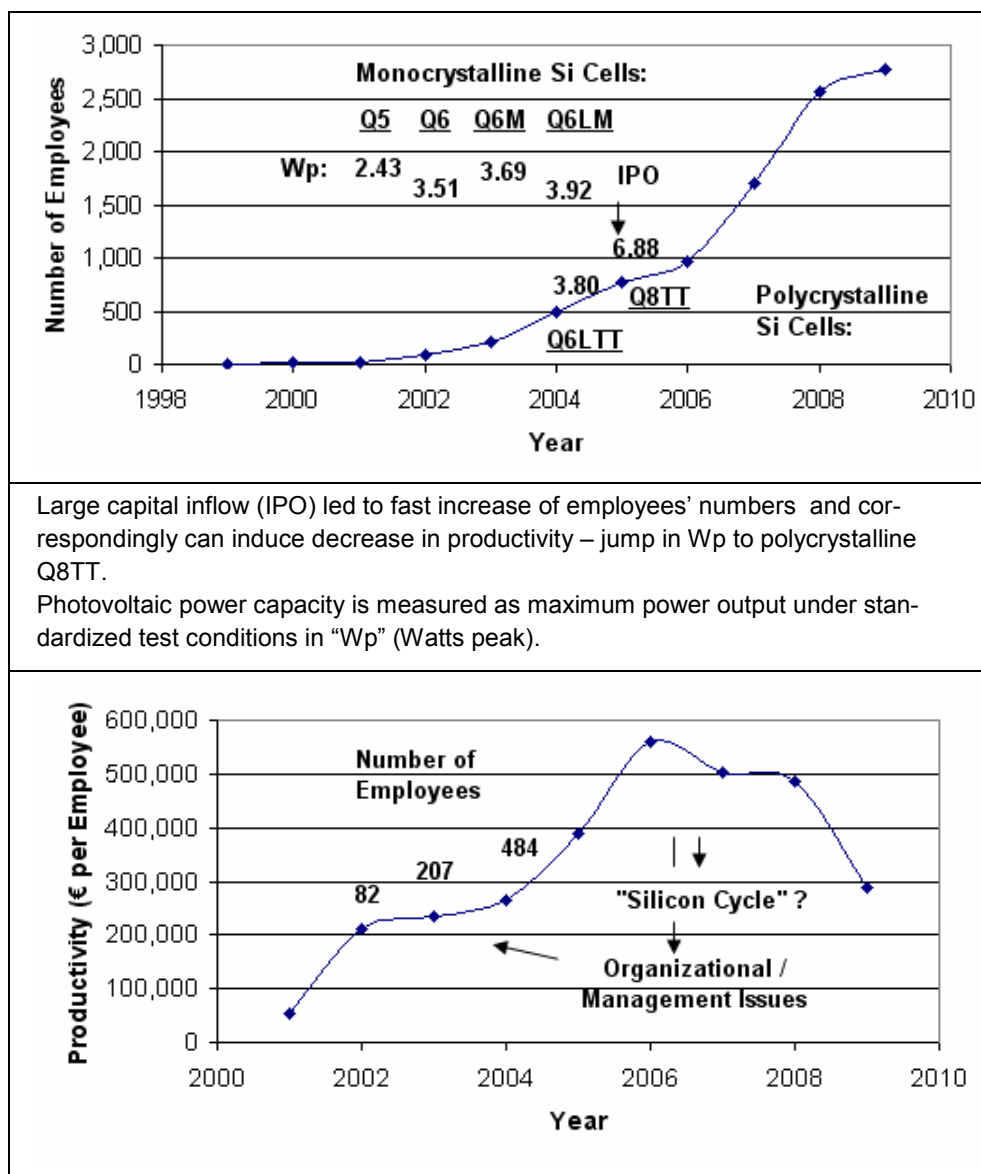 3,000
2,500
2,000
1,500
1,000
500
0
Number of Employees
Monocrystalline Si Cells:
Q5 Q6 Q6M Q6LM
Wp: 2.43 3.51 3.69 3.92 IPO
6.88
3.80
Q8TT
Q6LTT
Polycrystalline
Si Cells:
1998 2000 2002 2004 2006 2008 2010
Year
Large capital inflow (IPO) led to fast increase of employees’ numbers and cor-
respondingly can induce decrease in productivity – jump in Wp to polycrystalline
Q8TT.
Photovoltaic power capacity is measured as maximum power output under stan-
dardized test conditions in “Wp” (Watts peak).
600,000
500,000
400,000
300,000
200,000
100,000
0
Productivity (€ per Employee)
Number of
Employees
484
207
82
"Silicon Cycle" ?
Organizational /
Management Issues
2000 2002 2004 2006 2008 2010
Year